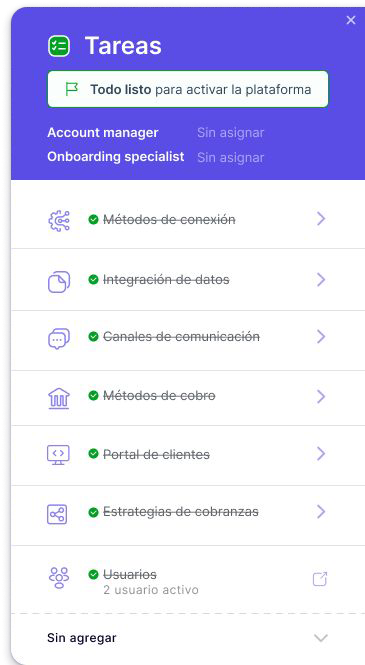 Tareas
Todo listo para activar la plataforma
Account manager Sin asignar
Onboarding specialist Sin asignar
Métodos de conexión
Integración de datos
Canales de comunicación
Métodos de cobro
Portal de clientes
Estrategias de cobranzas
Usuarios
2 usuario activo
Sin agregar